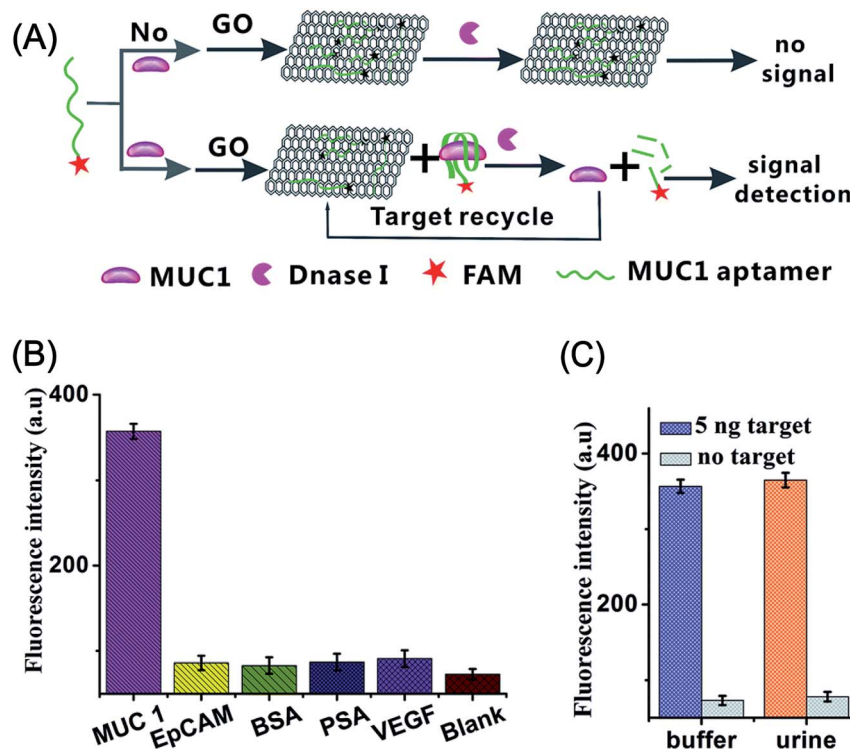 (A)
No
GO
no
signal
GO
signal
detection
Target recycle
MUC1
Dnase I
FAM
MUC1 aptamer
(B)
Fluorescence intensity (a.u)
400
200
MUC 1
EpCAM
BSA
PSA
VEGF
Blank
(C)
Fluorescence intensity (a.u)
5 ng target
no target
400
200
buffer
urine